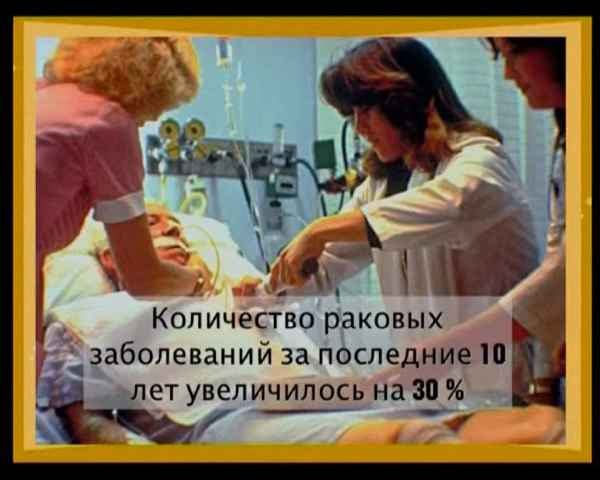 Количество раковых
заболеваний за последние 10
лет увеличилось на 30 %